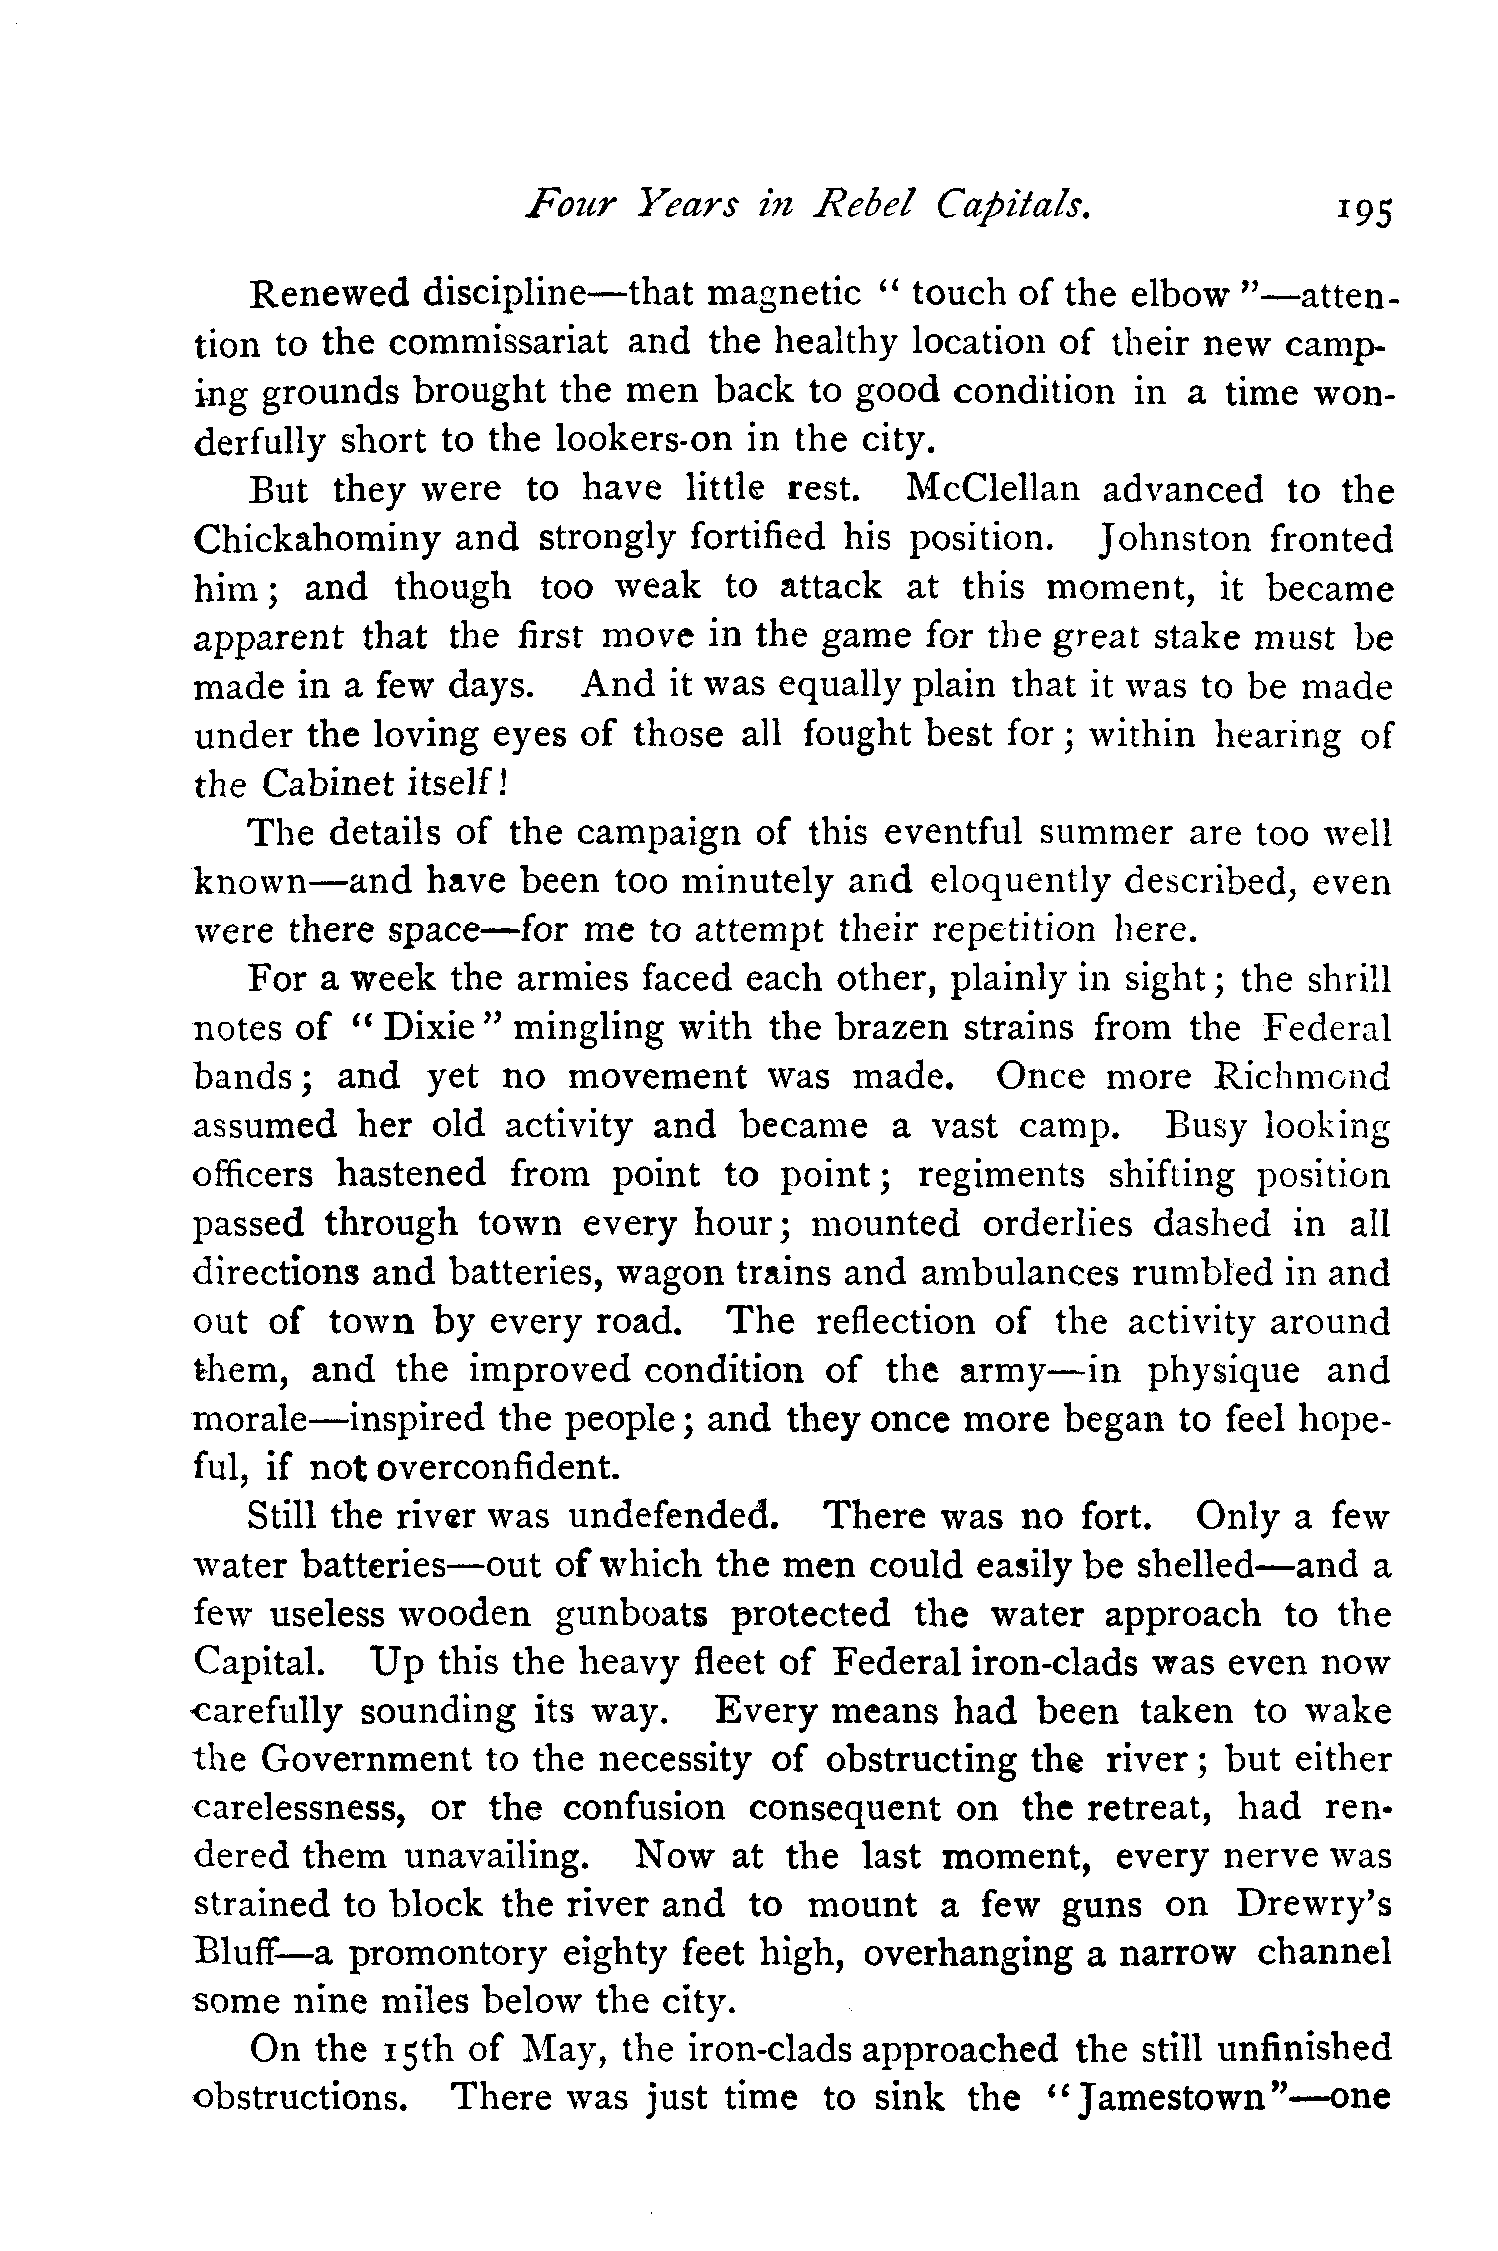 Four Years in Rebel Capitals. 195
Renewed discipline—that magnetic “ touch of the elbow ”—atten-
tion to the commissariat and the healthy location of their new camp-
ing grounds brought the men back to good condition in a time won-
derfully short to the lookers-on in the city.
But they were to have little rest. McClellan advanced to the
Chickahominy and strongly fortified his position. Johnston fronted
him ; and though too weak to attack at this moment, it became
apparent that the first move in the game for the great stake must be
made in a few days. And it was equally plain that it was to be made
under the loving eyes of those all fought best for ; within hearing of
the Cabinet itself !
The details of the campaign of this eventful summer are too well
known—and have been too minutely and eloquently described, even
were there space—for me to attempt their repetition here.
For a week the armies faced each other, plainly in sight ; the shrill
notes of “ Dixie ” mingling with the brazen strains from the Federal
bands ; and yet no movement was made. Once more Richmond
assumed her old activity and became a vast camp. Busy looking
officers hastened from point to point ; regiments shifting position
passed through town every hour ; mounted orderlies dashed in all
directions and batteries, wagon trains and ambulances rumbled in and
out of town by every road. The reflection of the activity around
them, and the improved condition of the army—in physique and
morale—inspired the people ; and they once more began to feel hope-
ful, if not overconfident.
Still the river was undefended. There was no fort. Only a few
water batteries—out of which the men could easily be shelled—and a
few useless wooden gunboats protected the water approach to the
Capital. Up this the heavy fleet of Federal iron-clads was even now
carefully sounding its way. Every means had been taken to wake
the Government to the necessity of obstructing the river ; but either
carelessness, or the confusion consequent on the retreat, had ren-
dered them unavailing. Now at the last moment, every nerve was
strained to block the river and to mount a few guns on Drewry's
Bluff—a promontory eighty feet high, overhanging a narrow channel
some nine miles below the city.
On the 15th of May, the iron-clads approached the still unfinished
obstructions. There was just time to sink the “Jamestown”—one